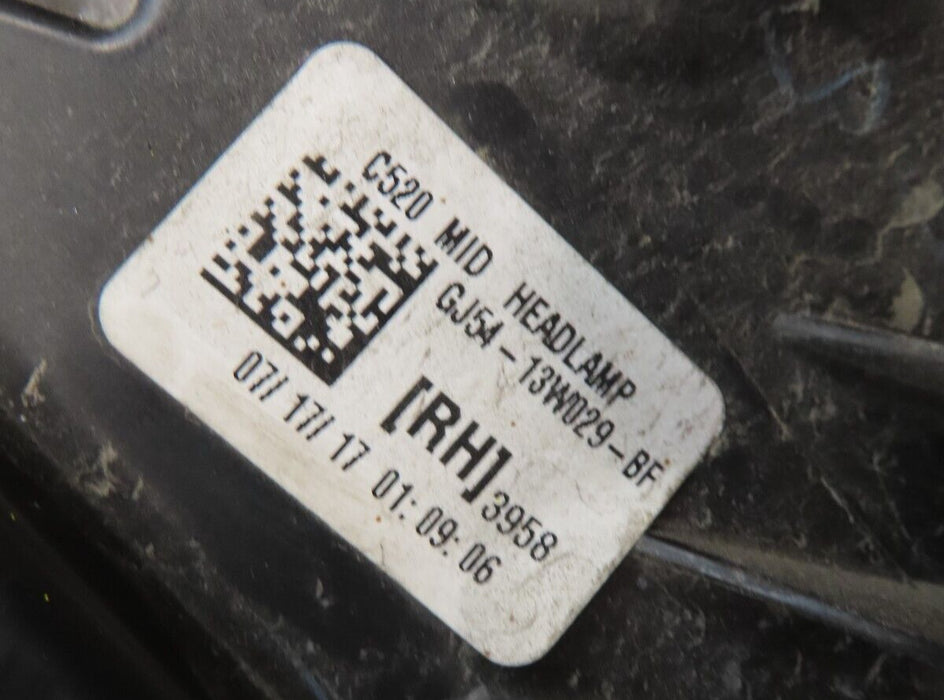 C520 MID HEADLAMP
GJ54-13W029-BF
[RH] 3958
07/17/17 01:09:06